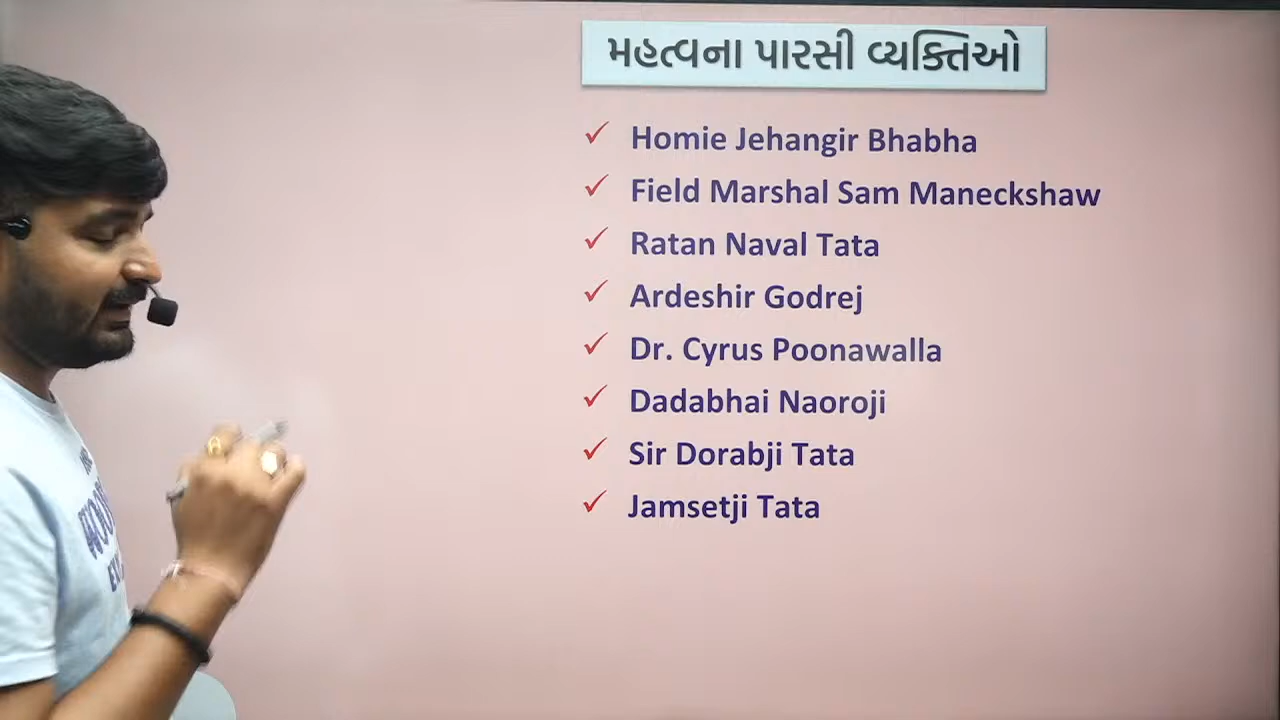 મહત્વના પારસી વ્યક્તિઓ
Homie Jehangir Bhabha
Field Marshal Sam Maneckshaw
Ratan Naval Tata
Ardeshir Godrej
Dr. Cyrus Poonawalla
Dadabhai Naoroji
Sir Dorabji Tata
Jamsetji Tata